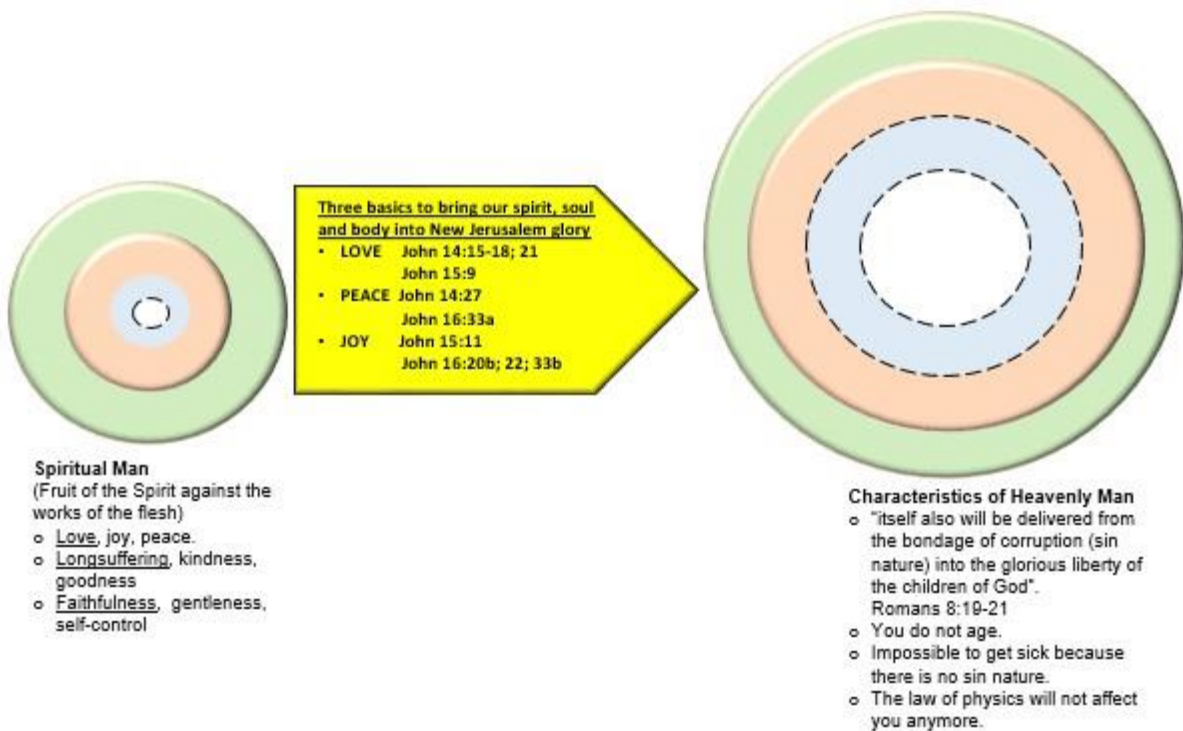 Three basics to bring our spirit, soul
and body into New Jerusalem glory
• LOVE John 14:15-18; 21
John 15:9
• PEACE John 14:27
John 16:33a
• JOY John 15:11
John 16:20b; 22; 33b
Spiritual Man
(Fruit of the Spirit against the
works of the flesh)
o Love, joy, peace.
o Longsuffering, kindness,
goodness
o Faithfulness, gentleness,
self-control
Characteristics of Heavenly Man
o "itself also will be delivered from
the bondage of corruption (sin
nature) into the glorious liberty of
the children of God".
Romans 8:19-21
o You do not age.
o Impossible to get sick because
there is no sin nature.
o The law of physics will not affect
you anymore.